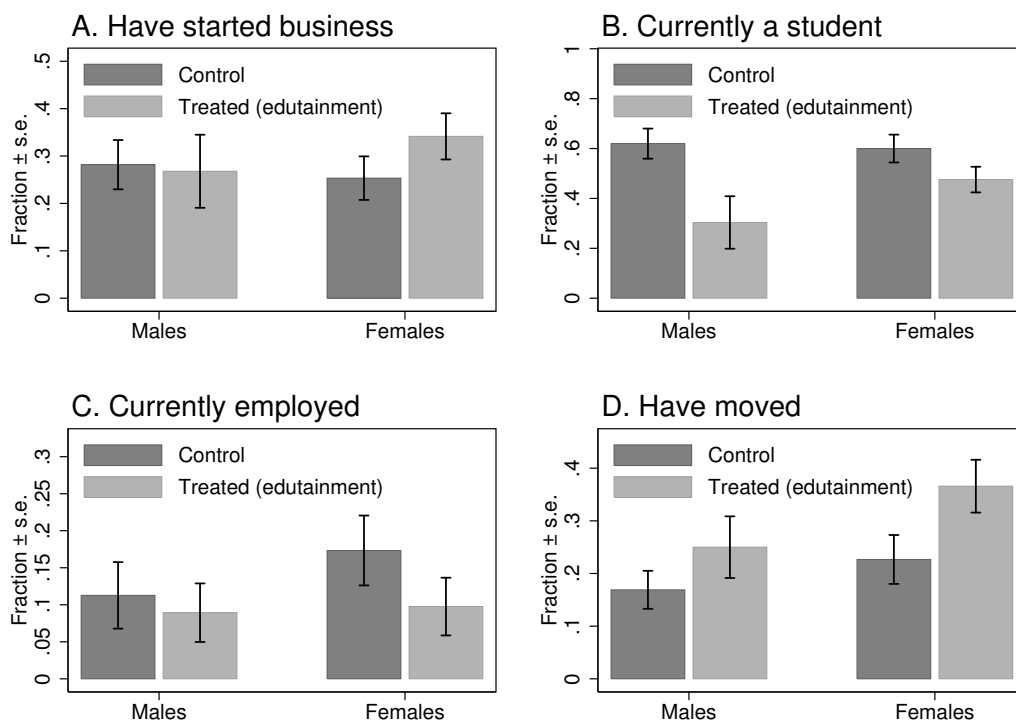 A. Have started business
Fraction ± s.e.
0 .1 .2 .3 .4 .5
Control
Treated (edutainment)
Males Females
B. Currently a student
Fraction ± s.e.
0 .2 .4 .6 .8 1
Control
Treated (edutainment)
Males Females
C. Currently employed
Fraction ± s.e.
0 .05 .1 .15 .2 .25 .3
Control
Treated (edutainment)
Males Females
D. Have moved
Fraction ± s.e.
0 .1 .2 .3 .4
Control
Treated (edutainment)
Males Females